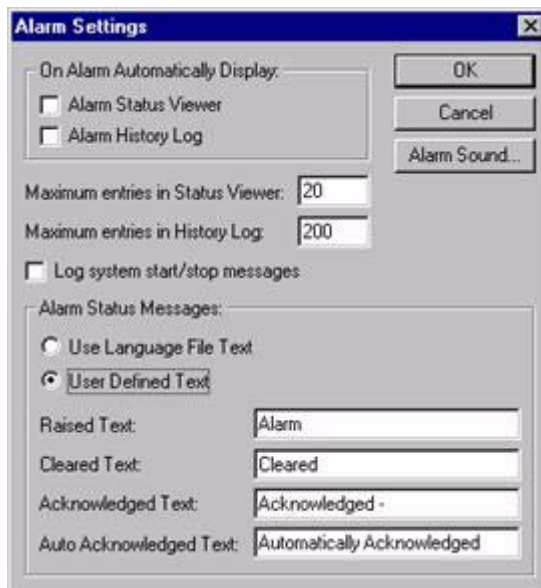 Alarm Settings
On Alarm Automatically Display:
Alarm Status Viewer
Alarm History Log
OK
Cancel
Alarm Sound...
Maximum entries in Status Viewer: 20
Maximum entries in History Log: 200
Log system start/stop messages
Alarm Status Messages:
Use Language File Text
User Defined Text
Raised Text: Alarm
Cleared Text: Cleared
Acknowledged Text: Acknowledged -
Auto Acknowledged Text: Automatically Acknowledged